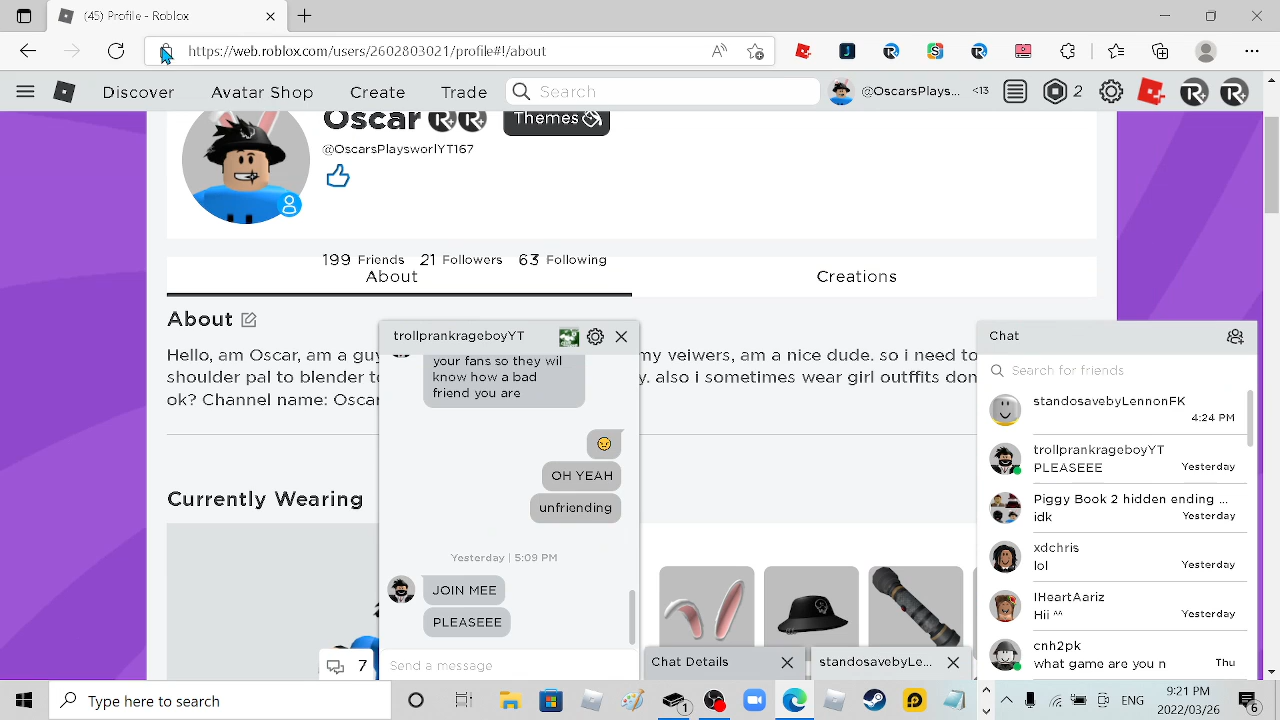 (45) Profile - Roblox
https://web.roblox.com/users/2602803021/profile#!/about
Discover
Avatar Shop
Create
Trade
Search
@OscarsPlays...
<13
2
Oscar
Themes
@OscarsPlaysworlYT167
199 Friends
21 Followers
63 Following
About
Creations
About
Hello, am Oscar, am a guy
my veiwers, am a nice dude. so i need to
shoulder pal to blender to
y. also i sometimes wear girl outffits don
ok? Channel name: Oscar
Currently Wearing
trollprankrageboyYT
your fans so they wil
know how a bad
friend you are
OH YEAH
unfriending
Yesterday | 5:09 PM
JOIN MEE
PLEASEEE
Send a message
7
Chat Details
standosavebyLe...
Chat
Search for friends
standosavebyLennonFK
4:24 PM
trollprankrageboyYT
PLEASEEE
Yesterday
Piggy Book 2 hidden ending ...
idk
Yesterday
xdchris
lol
Yesterday
IHeartAariz
Hii ^^
Yesterday
cnh2pk
what game are you n
Thu
Type here to search
1
ENG
9:21 PM
2022/03/26
6